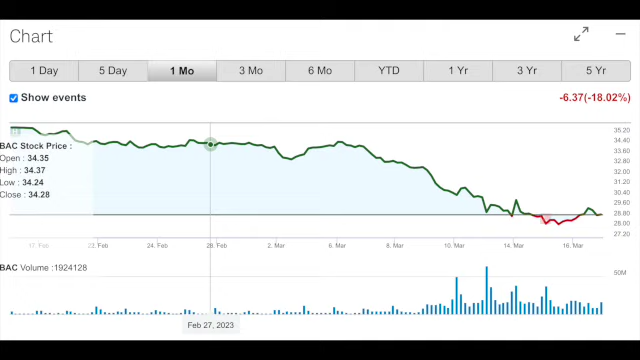 Chart
1 Day
5 Day
1 Mo
3 Mo
6 Mo
YTD
1 Yr
3 Yr
5 Yr
Show events
-6.37(-18.02%)
BAC Stock Price :
Open : 34.35
High : 34.37
Low : 34.24
Close : 34.28
35.20
34.40
33.60
32.80
32.00
31.20
30.40
29.60
28.80
28.00
27.20
17. Feb
22. Feb
24. Feb
28. Feb
2. Mar
6. Mar
8. Mar
10. Mar
14. Mar
16. Mar
BAC Volume :1924128
50M
Feb 27, 2023